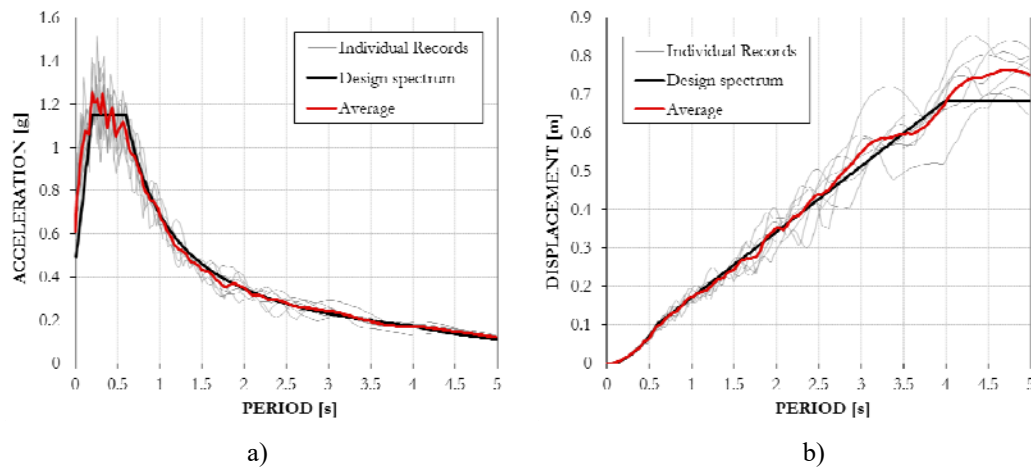 1.6
1.4
1.2
1
0.8
0.6
0.4
0.2
0
ACCELERATION [g]
Individual Records
Design spectrum
Average
0 0.5 1 1.5 2 2.5 3 3.5 4 4.5 5
PERIOD [s]
a)
0.9
0.8
0.7
0.6
0.5
0.4
0.3
0.2
0.1
0
DISPLACEMENT [m]
Individual Records
Design spectrum
Average
0 0.5 1 1.5 2 2.5 3 3.5 4 4.5 5
PERIOD [s]
b)